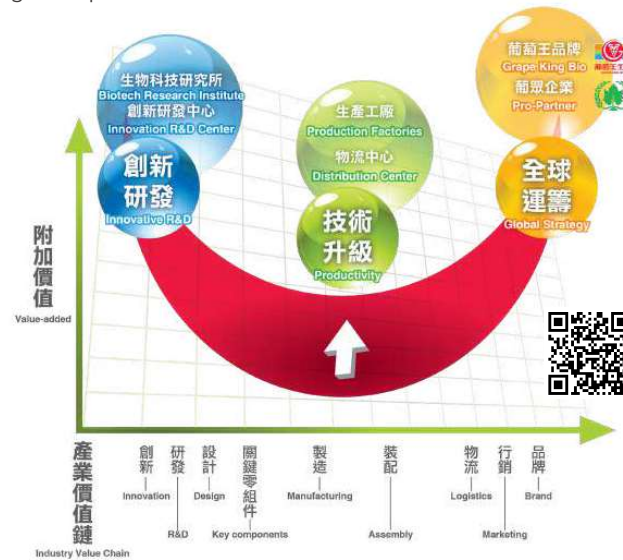 生物科技研究所
Biotech Research Institute
創新研發中心
Innovation R&D Center
創新
研發
Innovative R&D
生產工廠
Production Factories
物流中心
Distribution Center
技術
升級
Productivity
葡萄王品牌
Grape King Bio
葡眾企業
Pro-Partner
全球
運籌
Global Strategy
附加價值
Value-added
產業價值鏈
Industry Value Chain
創新
Innovation
研發
R&D
設計
Design
關鍵零組件
Key components
製造
Manufacturing
裝配
Assembly
物流
Logistics
行銷
Marketing
品牌
Brand